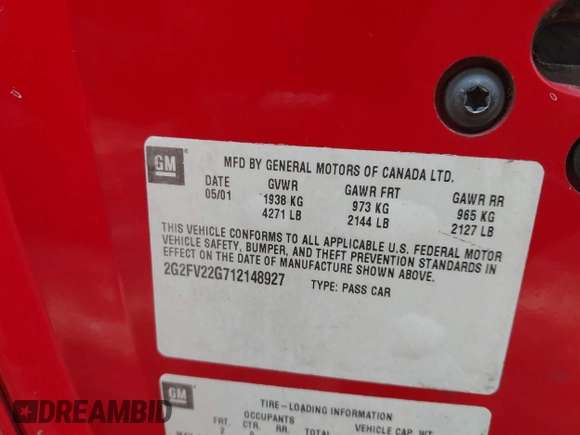 GM
MFD BY GENERAL MOTORS OF CANADA LTD.
DATE GVWR GAWR FRT GAWR RR
05/01 1938 KG 973 KG 965 KG
4271 LB 2144 LB 2127 LB
THIS VEHICLE CONFORMS TO ALL APPLICABLE U.S. FEDERAL MOTOR
VEHICLE SAFETY, BUMPER, AND THEFT PREVENTION STANDARDS IN
EFFECT ON THE DATE OF MANUFACTURE SHOWN ABOVE.
2G2FV22G712148927 TYPE: PASS CAR
GM
TIRE-LOADING INFORMATION
OCCUPANTS VEHICLE CAP. WT.
FRT. CTR. RR. TOTAL
2
DREAMBID